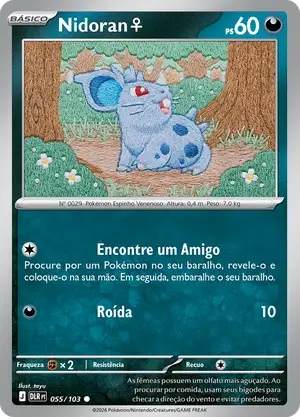 BÁSICO
Nidoran♀
PS 60
Nº 0029 Pokémon Espinho Venenoso Altura: 0,4 m Peso: 7,0 kg
Encontre um Amigo
Procure por um Pokémon no seu baralho, revele-o e
coloque-o na sua mão. Em seguida, embaralhe o seu baralho.
Roída 10
Fraqueza × 2 Resistência Recuo
Ilust. Joyu
J DLR PT 055/103
As fêmeas possuem um olfato mais aguçado. Ao
procurar por comida, usam seus bigodes para checar a
direção do vento e evitar predadores.
©2026 Pokémon/Nintendo/Creatures/GAME FREAK